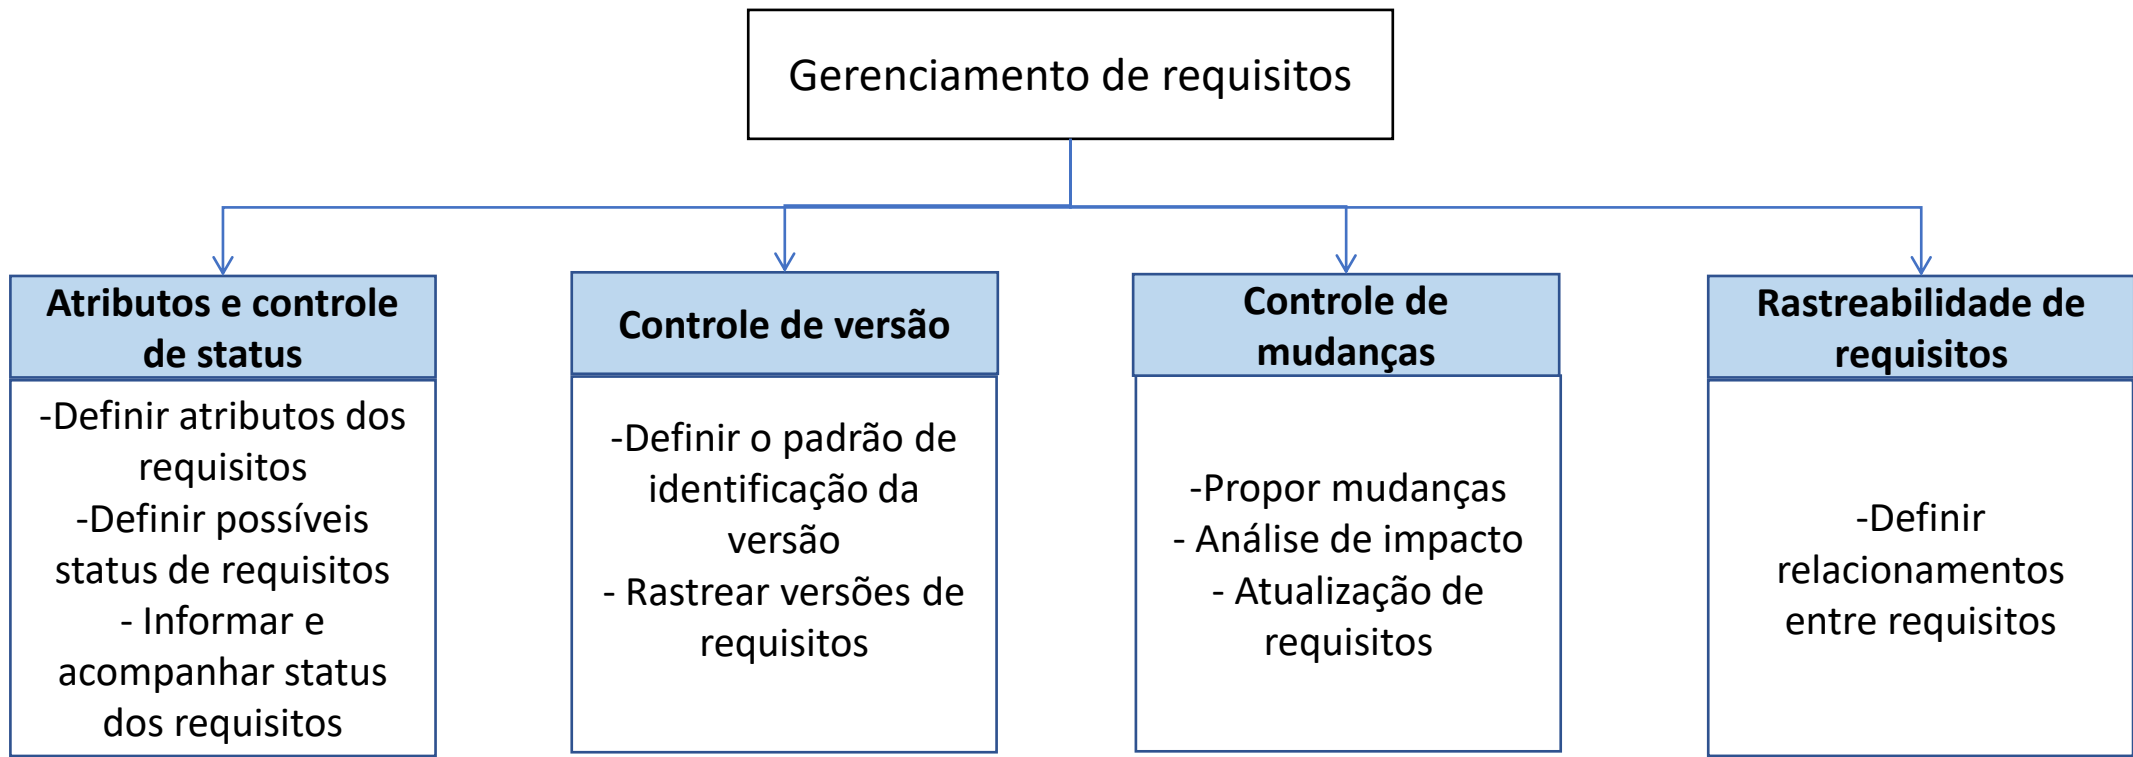 Gerenciamento de requisitos
Atributos e controle
de status
-Definir atributos dos
requisitos
-Definir possíveis
status de requisitos
- Informar e
acompanhar status
dos requisitos
Controle de versão
-Definir o padrão de
identificação da
versão
- Rastrear versões de
requisitos
Controle de
mudanças
-Propor mudanças
- Análise de impacto
- Atualização de
requisitos
Rastreabilidade de
requisitos
-Definir
relacionamentos
entre requisitos